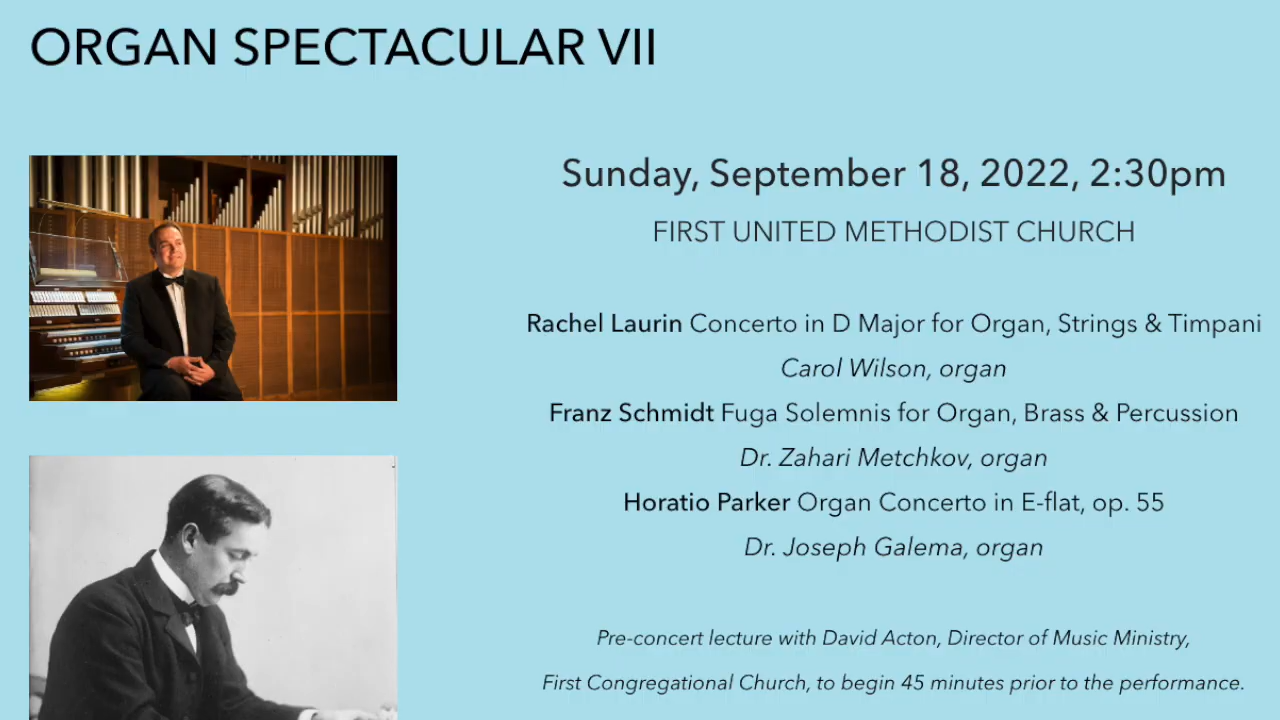 ORGAN SPECTACULAR VII
Sunday, September 18, 2022, 2:30pm
FIRST UNITED METHODIST CHURCH
Rachel Laurin Concerto in D Major for Organ, Strings & Timpani
Carol Wilson, organ
Franz Schmidt Fuga Solemnis for Organ, Brass & Percussion
Dr. Zahari Metchkov, organ
Horatio Parker Organ Concerto in E-flat, op. 55
Dr. Joseph Galema, organ
Pre-concert lecture with David Acton, Director of Music Ministry,
First Congregational Church, to begin 45 minutes prior to the performance.